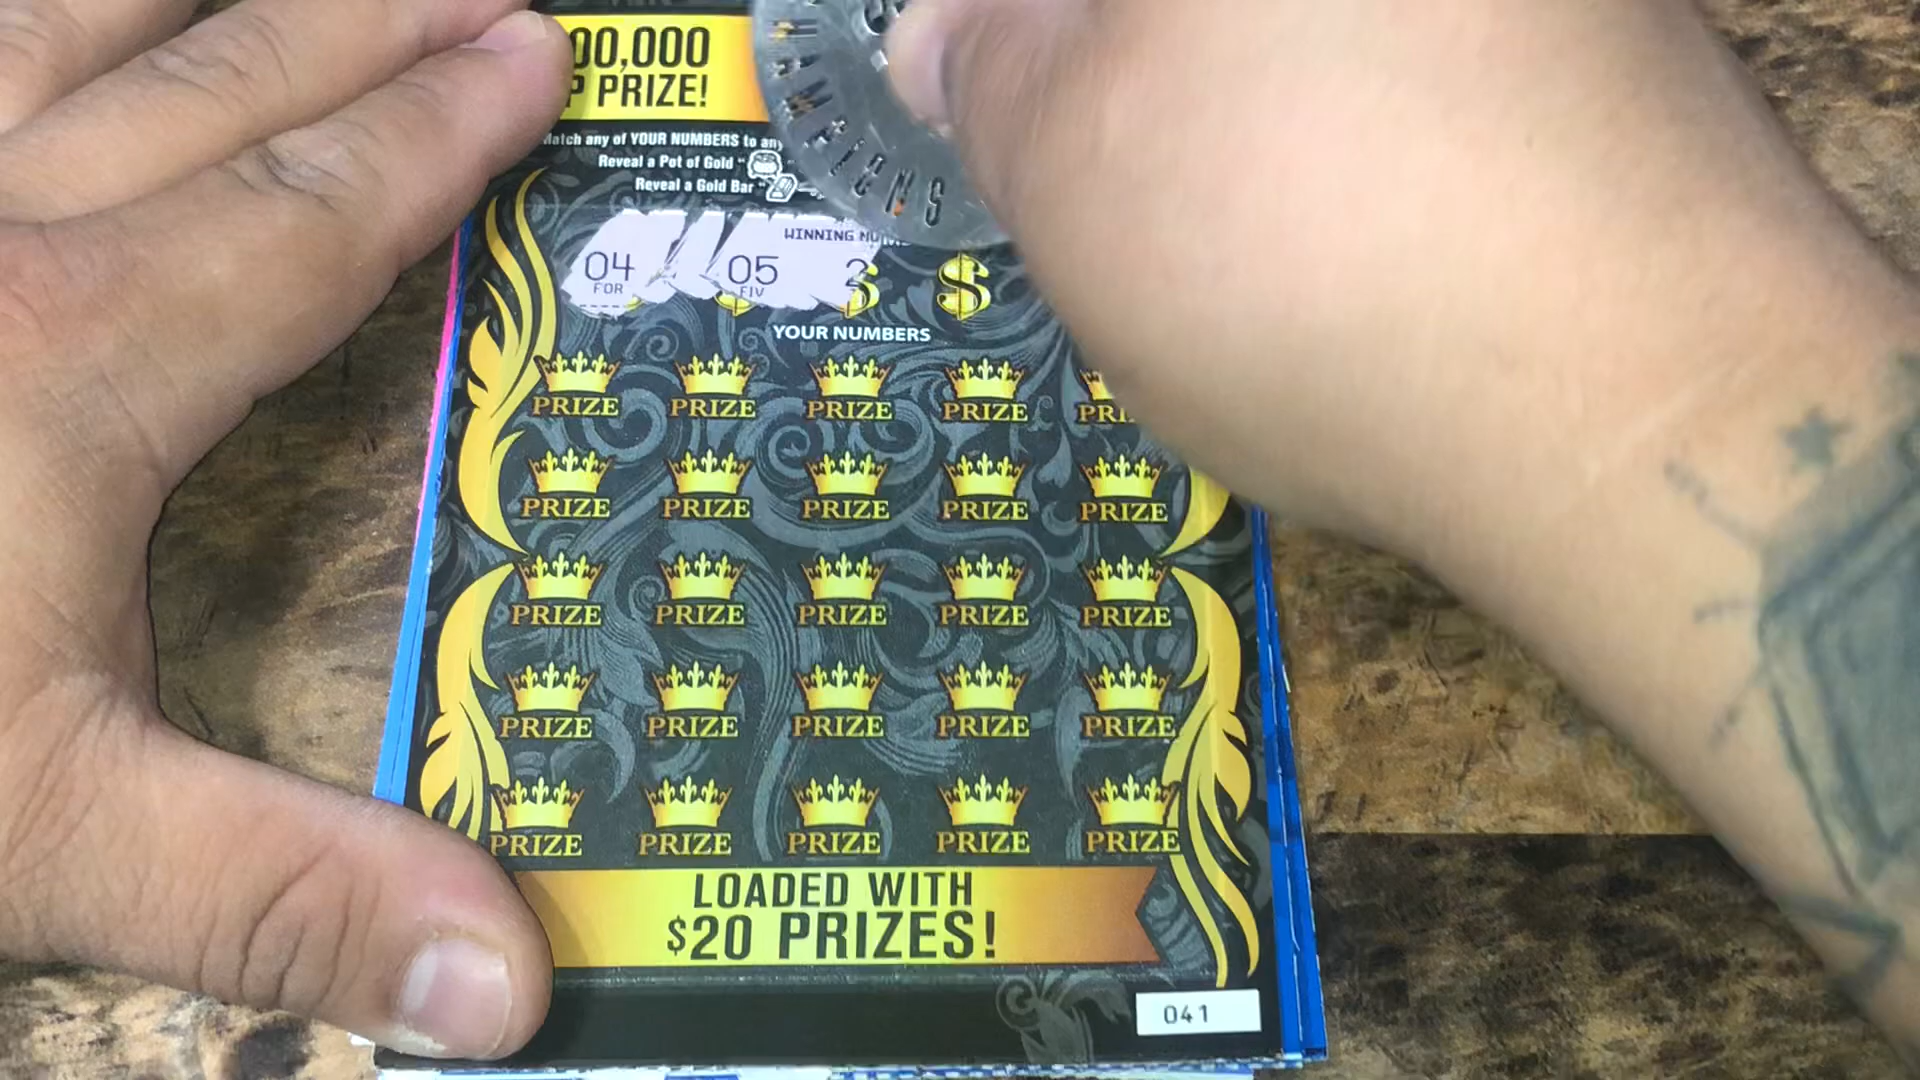 00,000
P PRIZE!
Match any of YOUR NUMBERS to any
Reveal a Pot of Gold "
Reveal a Gold Bar "
WINNING
04 05 2 $
FOR FIV
YOUR NUMBERS
PRIZE PRIZE PRIZE PRIZE PRI
PRIZE PRIZE PRIZE PRIZE PRIZE
PRIZE PRIZE PRIZE PRIZE PRIZE
PRIZE PRIZE PRIZE PRIZE PRIZE
PRIZE PRIZE PRIZE PRIZE PRIZE
LOADED WITH
$20 PRIZES!
041